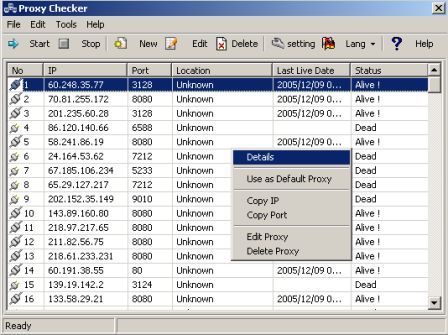 Proxy Checker
File Edit Tools Help
Start Stop New Edit Delete setting Lang Help
No IP Port Location Last Live Date Status
1 60.248.35.77 3128 Unknown 2005/12/09 0... Alive !
2 70.81.255.172 8080 Unknown 2005/12/09 0... Alive !
3 201.235.60.28 3128 Unknown 2005/12/09 0... Alive !
4 86.120.140.66 6588 Unknown Dead
5 58.241.86.19 8080 Unknown 2005/12/09 0... Alive !
6 24.164.53.62 7212 Unknown Dead
7 67.185.106.234 5233 Unknown Dead
8 65.29.127.217 7212 Unknown Dead
9 202.152.35.149 9010 Unknown Dead
10 143.89.160.80 8080 Unknown Alive !
11 218.97.217.65 8080 Unknown Alive !
12 211.82.56.75 8080 Unknown Alive !
13 218.61.233.231 8080 Unknown Alive !
14 60.191.38.55 80 Unknown 2005/12/09 0... Alive !
15 139.19.142.2 3124 Unknown Dead
16 133.58.29.21 8080 Unknown 2005/12/09 0... Alive !
Details
Use as Default Proxy
Copy IP
Copy Port
Edit Proxy
Delete Proxy
Ready